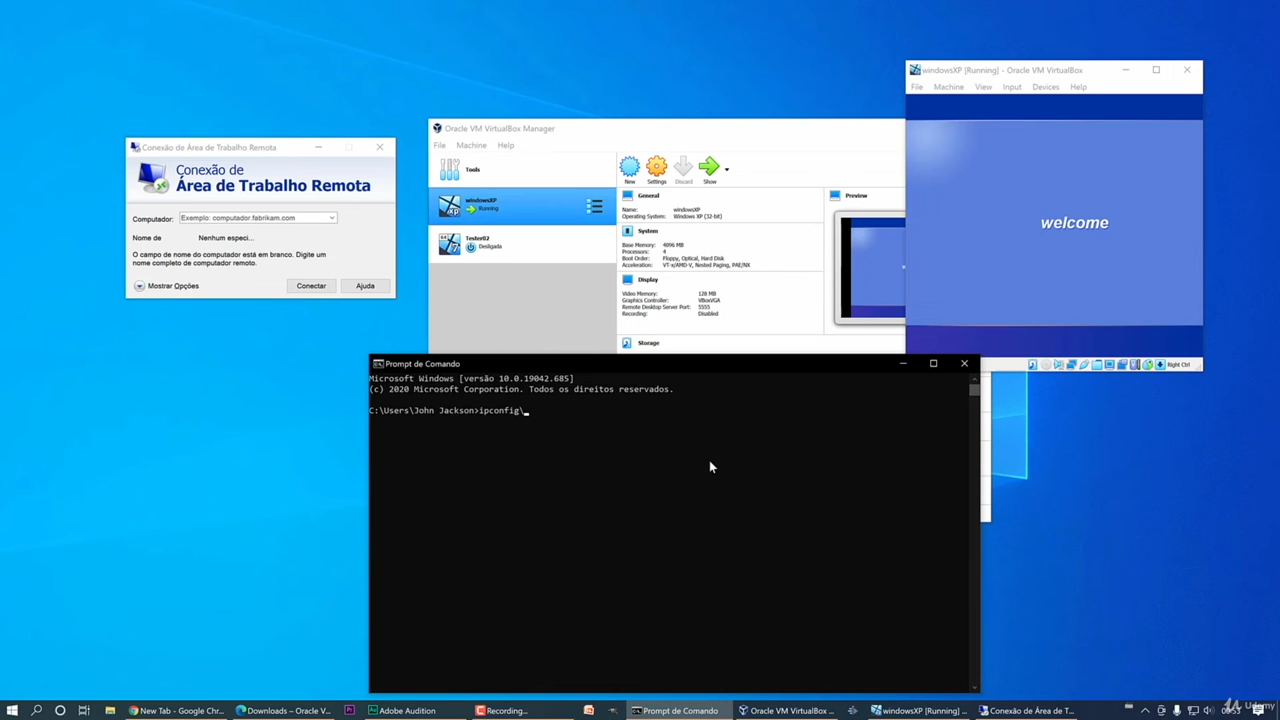 Conexão de Área de Trabalho Remota
Conexão de
Área de Trabalho Remota
Computador:
Exemplo: computador.fabrikam.com
Nome de
Nenhum especi...
O campo de nome do computador está em branco. Digite um
nome completo de computador remoto.
Mostrar Opções
Conectar
Ajuda
Oracle VM VirtualBox Manager
File Machine Help
Tools
New Settings Discard Show
windowsXP
Running
Tester02
Desligada
General
Name: windowsXP
Operating System: Windows XP (32-bit)
System
Base Memory: 4096 MB
Processors: 4
Boot Order: Floppy, Optical, Hard Disk
Acceleration: VT-x/AMD-V, Nested Paging, PAE/NX
Display
Video Memory: 128 MB
Graphics Controller: VBoxVGA
Remote Desktop Server Port: 5555
Recording: Disabled
Storage
Preview
windowsXP [Running] - Oracle VM VirtualBox
File Machine View Input Devices Help
welcome
Right Ctrl
Prompt de Comando
Microsoft Windows [versão 10.0.19042.685]
(c) 2020 Microsoft Corporation. Todos os direitos reservados.
C:\Users\John Jackson>ipconfig\_
New Tab - Google Chr...
Downloads – Oracle V...
Adobe Audition
Recording...
Prompt de Comando
Oracle VM VirtualBox ...
windowsXP [Running] ...
Conexão de Área de T...
Udemy